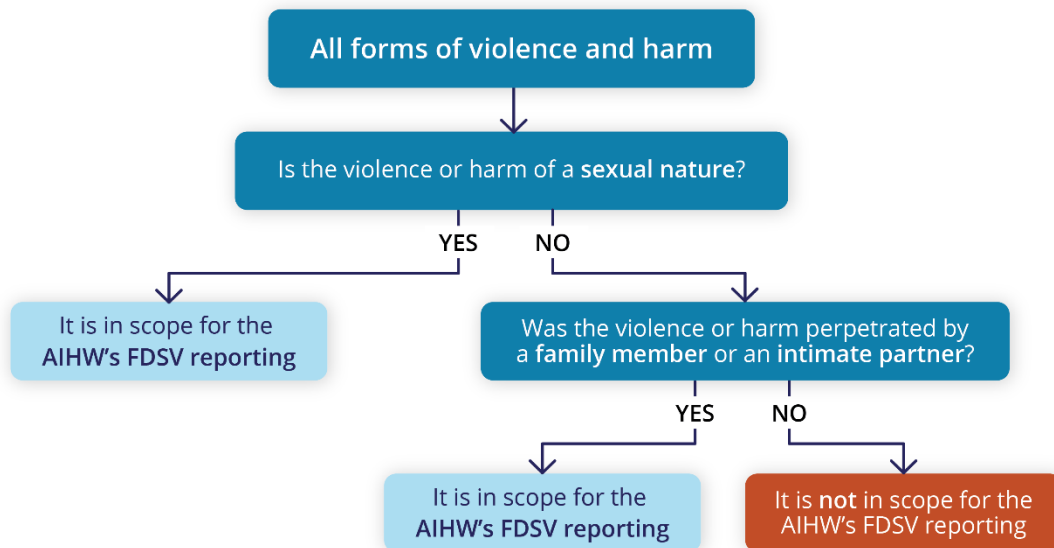 All forms of violence and harm
Is the violence or harm of a sexual nature?
YES
NO
It is in scope for the
AIHW's FDSV reporting
Was the violence or harm perpetrated by
a family member or an intimate partner?
YES
NO
It is in scope for the
AIHW's FDSV reporting
It is not in scope for the
AIHW's FDSV reporting